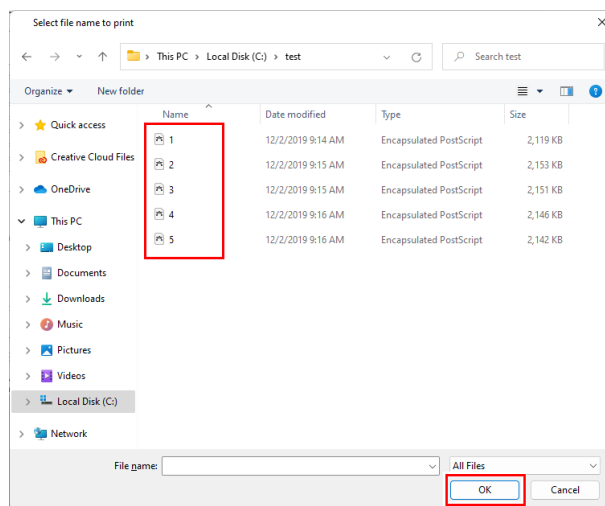 Select file name to print
This PC > Local Disk (C:) > test
Search test
Organize
New folder
Name
Date modified
Type
Size
Quick access
Creative Cloud Files
OneDrive
This PC
Desktop
Documents
Downloads
Music
Pictures
Videos
Local Disk (C:)
Network
1 12/2/2019 9:14 AM Encapsulated PostScript 2,119 KB
2 12/2/2019 9:15 AM Encapsulated PostScript 2,153 KB
3 12/2/2019 9:15 AM Encapsulated PostScript 2,151 KB
4 12/2/2019 9:16 AM Encapsulated PostScript 2,146 KB
5 12/2/2019 9:16 AM Encapsulated PostScript 2,142 KB
File name:
All Files
OK
Cancel